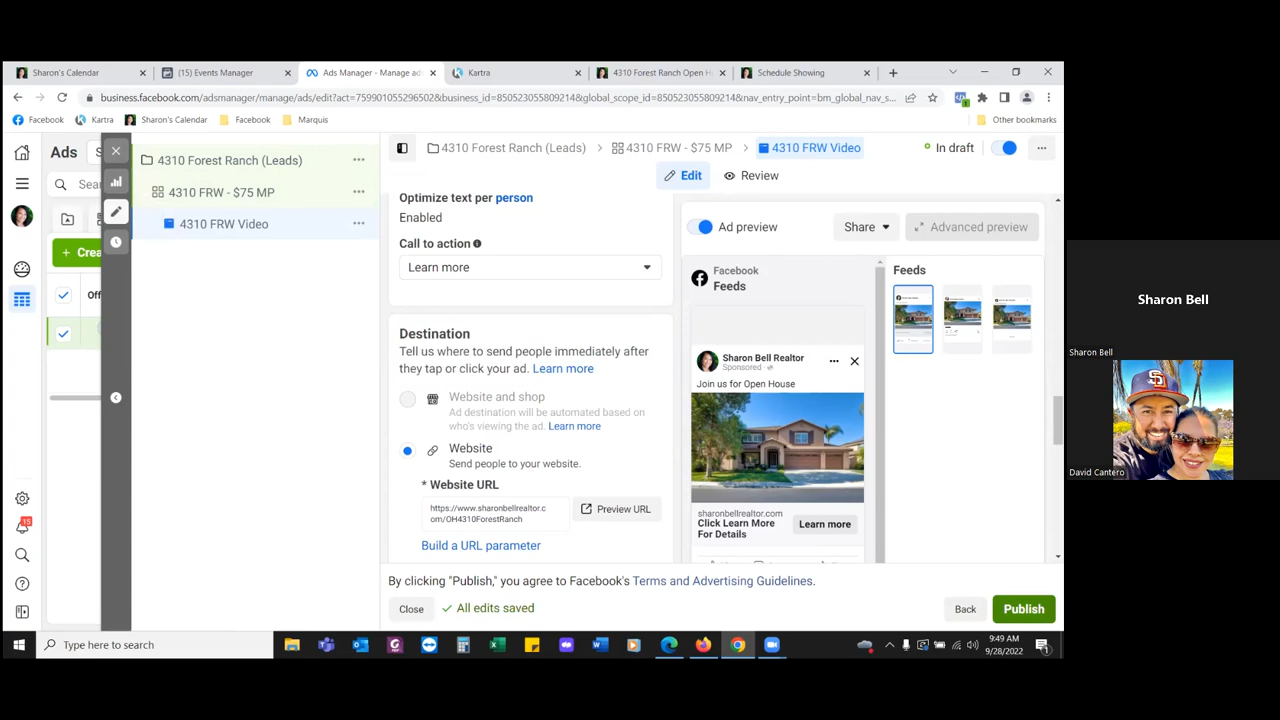 Sharon's Calendar
(15) Events Manager
Ads Manager - Manage ads
Kartra
4310 Forest Ranch Open H
Schedule Showing
business.facebook.com/adsmanager/manage/ads/edit?act=759901055296502&business_id=850523055809214&global_scope_id=850523055809214&nav_entry_point=bm_global_nav_s...
Facebook
Kartra
Sharon's Calendar
Facebook
Marquis
Other bookmarks
Ads
4310 Forest Ranch (Leads)
4310 Forest Ranch (Leads)
4310 FRW - $75 MP
4310 FRW Video
In draft
Edit
Review
Sear
4310 FRW - $75 MP
4310 FRW Video
+ Crea
Off
Optimize text per person
Enabled
Call to action
Learn more
Destination
Tell us where to send people immediately after
they tap or click your ad. Learn more
Website and shop
Ad destination will be automated based on
who's viewing the ad. Learn more
Website
Send people to your website.
* Website URL
https://www.sharonbellrealtor.c
om/OH4310ForestRanch
Preview URL
Build a URL parameter
Ad preview
Share
Advanced preview
Facebook
Feeds
Feeds
Sharon Bell Realtor
Sponsored
Join us for Open House
sharonbellrealtor.com
Click Learn More
For Details
Learn more
By clicking "Publish," you agree to Facebook's Terms and Advertising Guidelines.
Close
All edits saved
Back
Publish
15
Type here to search
9:49 AM
9/28/2022
Sharon Bell
Sharon Bell
David Cantero